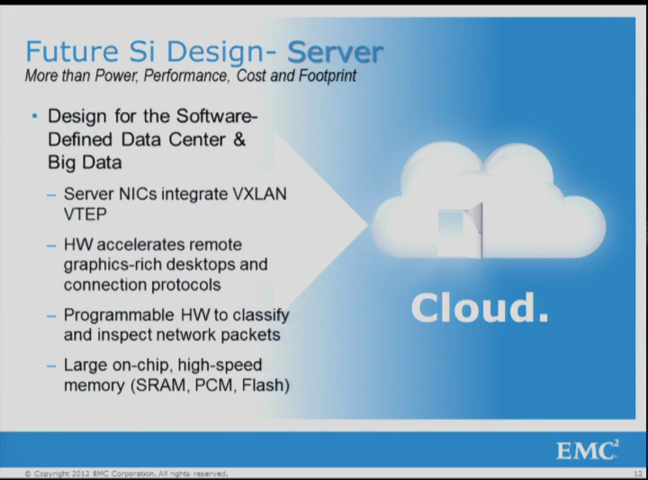 Future Si Design- Server
More than Power, Performance, Cost and Footprint
• Design for the Software-
Defined Data Center &
Big Data
– Server NICs integrate VXLAN
VTEP
– HW accelerates remote
graphics-rich desktops and
connection protocols
– Programmable HW to classify
and inspect network packets
– Large on-chip, high-speed
memory (SRAM, PCM, Flash)
Cloud.
EMC²
© Copyright 2012 EMC Corporation. All rights reserved.
12